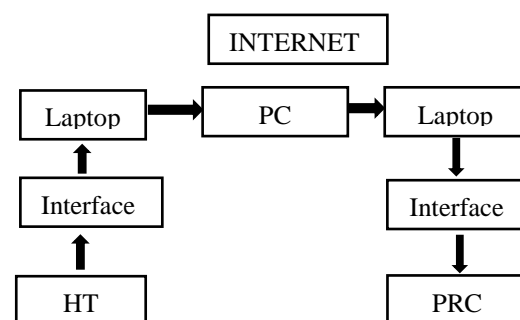 INTERNET
Laptop
PC
Laptop
Interface
Interface
HT
PRC